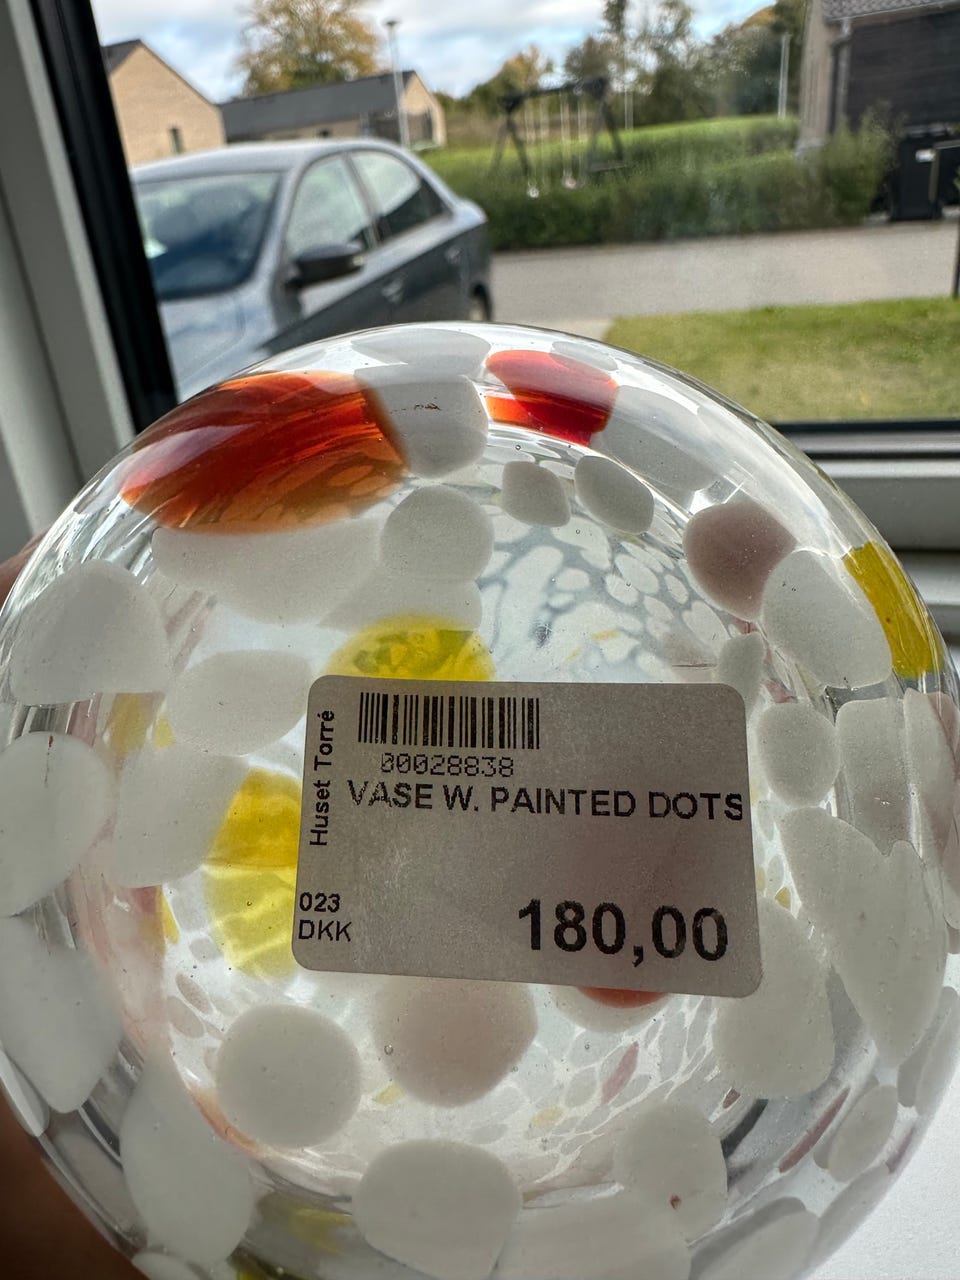 Huset Torré
00028838
VASE W. PAINTED DOTS
023
DKK
180,00